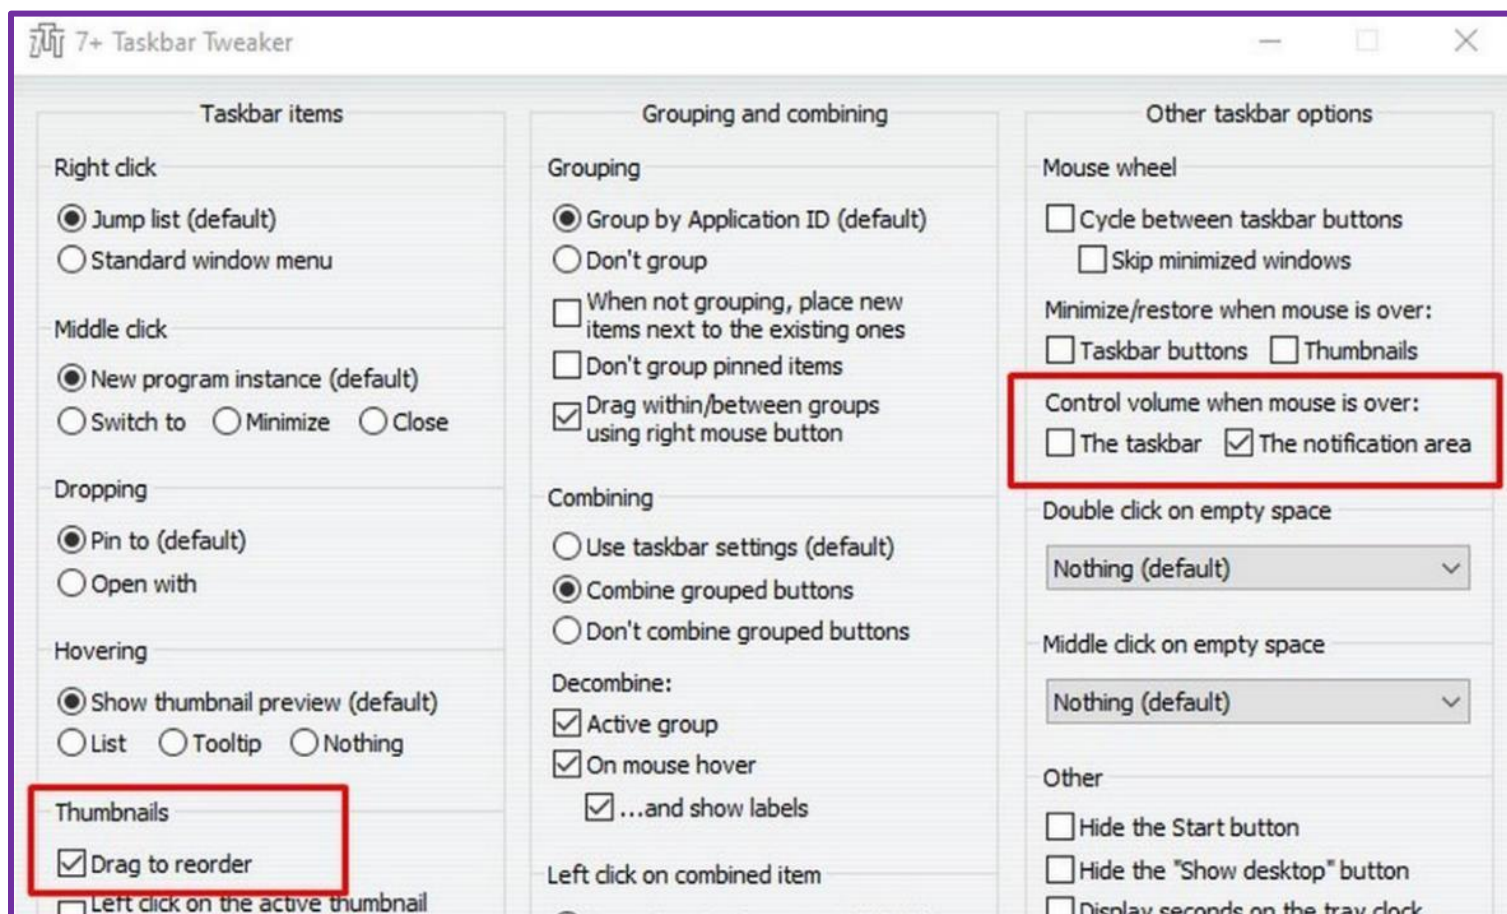 7+ Taskbar Tweaker
Taskbar items
Right click
Jump list (default)
Standard window menu
Middle click
New program instance (default)
Switch to Minimize Close
Dropping
Pin to (default)
Open with
Hovering
Show thumbnail preview (default)
List Tooltip Nothing
Thumbnails
Drag to reorder
Left click on the active thumbnail
Grouping and combining
Grouping
Group by Application ID (default)
Don't group
When not grouping, place new
items next to the existing ones
Don't group pinned items
Drag within/between groups
using right mouse button
Combining
Use taskbar settings (default)
Combine grouped buttons
Don't combine grouped buttons
Decombine:
Active group
On mouse hover
...and show labels
Left click on combined item
Other taskbar options
Mouse wheel
Cycle between taskbar buttons
Skip minimized windows
Minimize/restore when mouse is over:
Taskbar buttons Thumbnails
Control volume when mouse is over:
The taskbar The notification area
Double click on empty space
Nothing (default)
Middle click on empty space
Nothing (default)
Other
Hide the Start button
Hide the "Show desktop" button
Display seconds on the tray clock